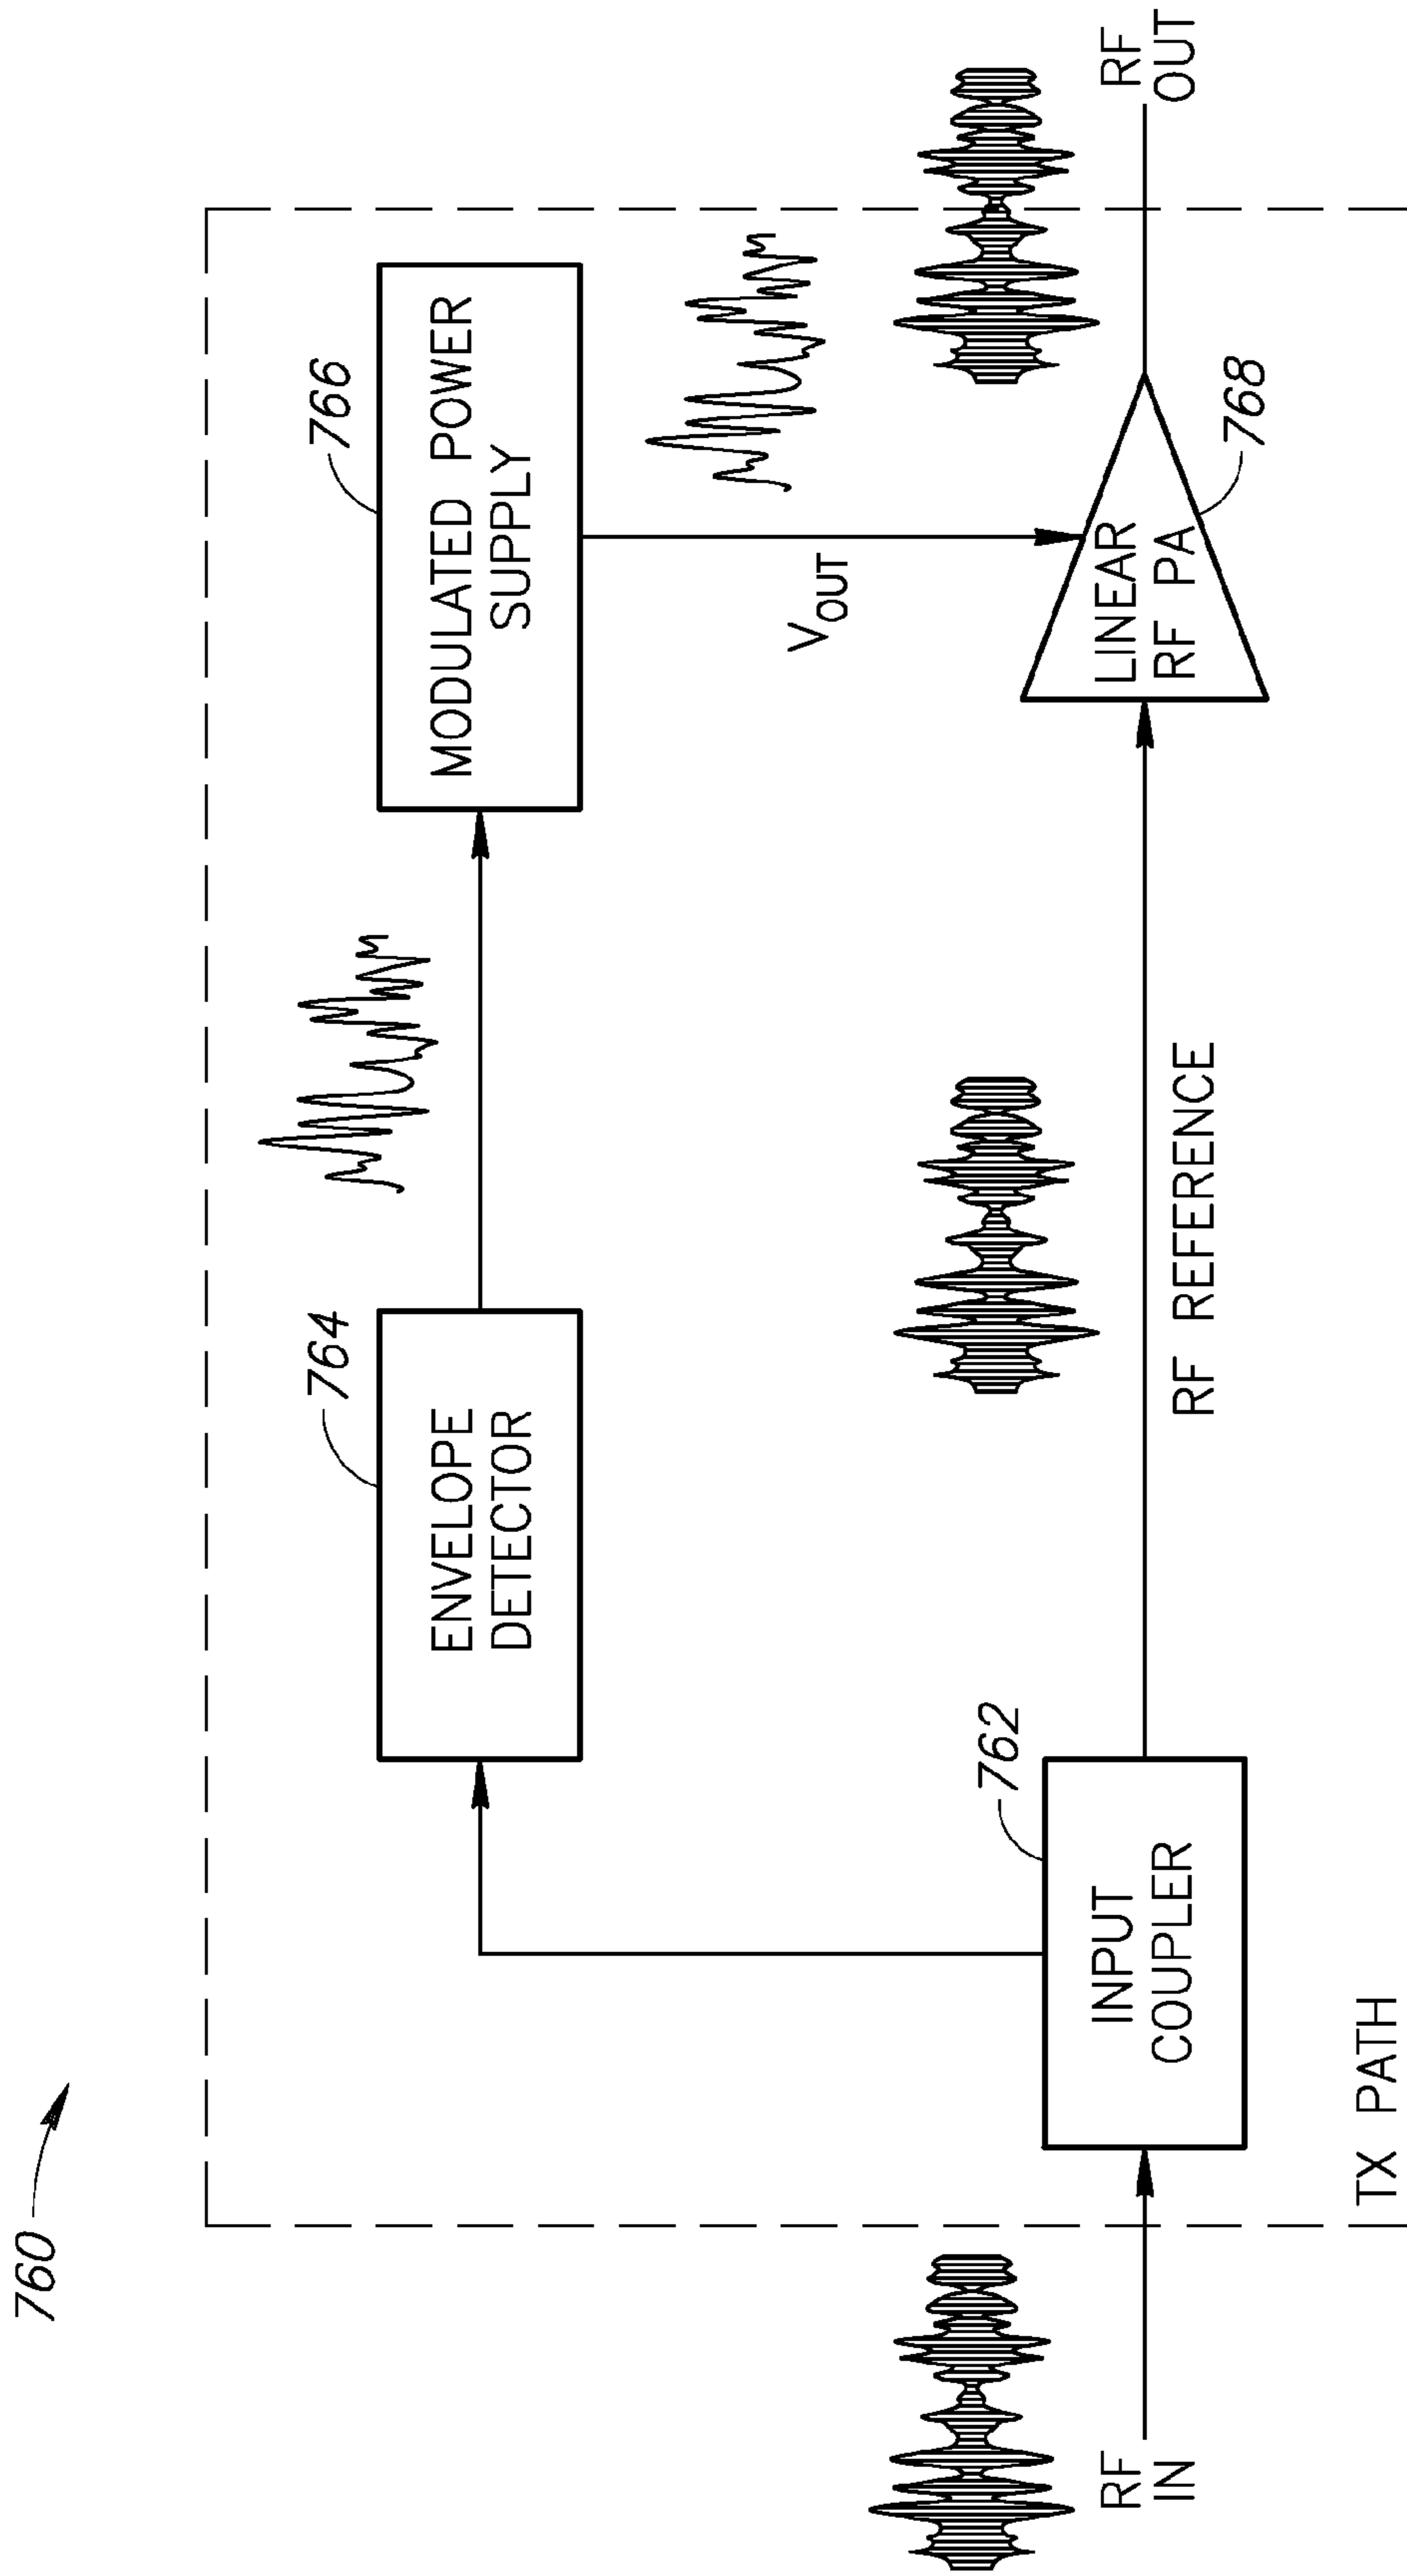 760
764
ENVELOPE
DETECTOR
766
MODULATED POWER
SUPPLY
V_OUT
RF
IN
762
INPUT
COUPLER
RF REFERENCE
LINEAR
RF PA
768
RF
OUT
TX PATH